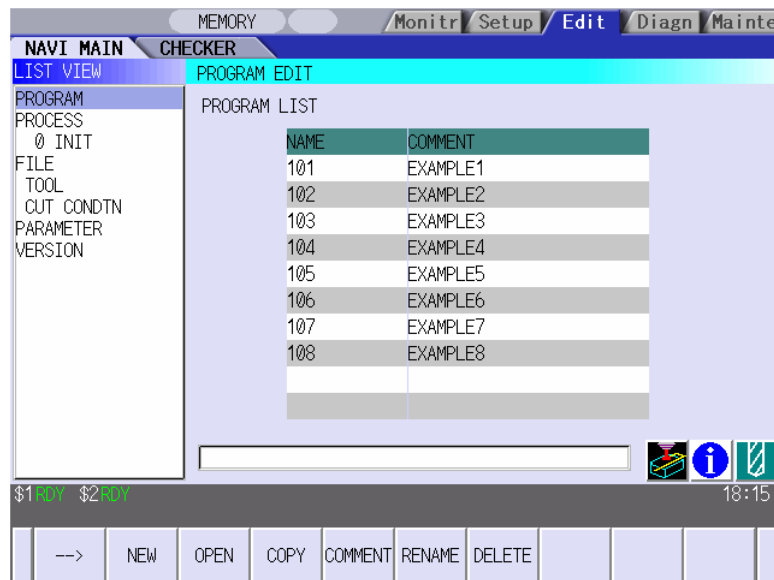 MEMORY Monitr Setup Edit Diagn Mainte
NAVI MAIN CHECKER
LIST VIEW
PROGRAM
PROCESS
0 INIT
FILE
TOOL
CUT CONDTN
PARAMETER
VERSION
PROGRAM EDIT
PROGRAM LIST
NAME COMMENT
101 EXAMPLE1
102 EXAMPLE2
103 EXAMPLE3
104 EXAMPLE4
105 EXAMPLE5
106 EXAMPLE6
107 EXAMPLE7
108 EXAMPLE8
i
$1RDY $2RDY 18:15
--> NEW OPEN COPY COMMENT RENAME DELETE